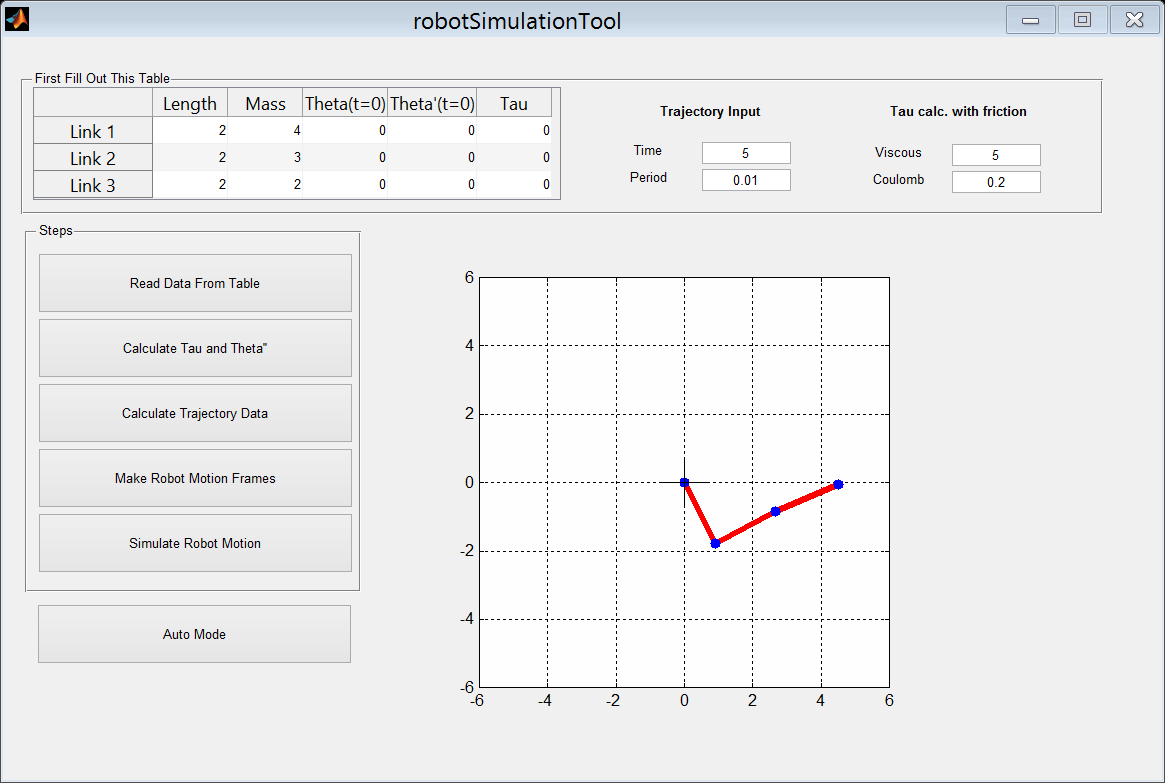 robotSimulationTool
First Fill Out This Table
Length Mass Theta(t=0) Theta'(t=0) Tau
Link 1 2 4 0 0 0
Link 2 2 3 0 0 0
Link 3 2 2 0 0 0
Trajectory Input
Time 5
Period 0.01
Tau calc. with friction
Viscous 5
Coulomb 0.2
Steps
Read Data From Table
Calculate Tau and Theta"
Calculate Trajectory Data
Make Robot Motion Frames
Simulate Robot Motion
Auto Mode
6
4
2
0
-2
-4
-6
-6 -4 -2 0 2 4 6